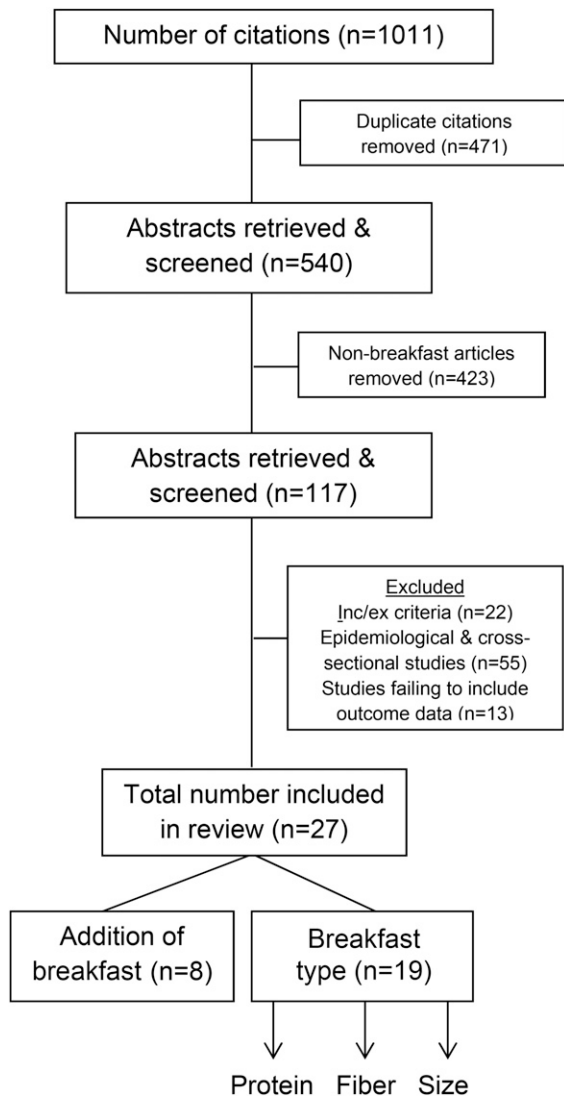 Number of citations (n=1011)
Duplicate citations
removed (n=471)
Abstracts retrieved &
screened (n=540)
Non-breakfast articles
removed (n=423)
Abstracts retrieved &
screened (n=117)
Excluded
Inc/ex criteria (n=22)
Epidemiological & cross-
sectional studies (n=55)
Studies failing to include
outcome data (n=13)
Total number included
in review (n=27)
Addition of
breakfast (n=8)
Breakfast
type (n=19)
Protein Fiber Size